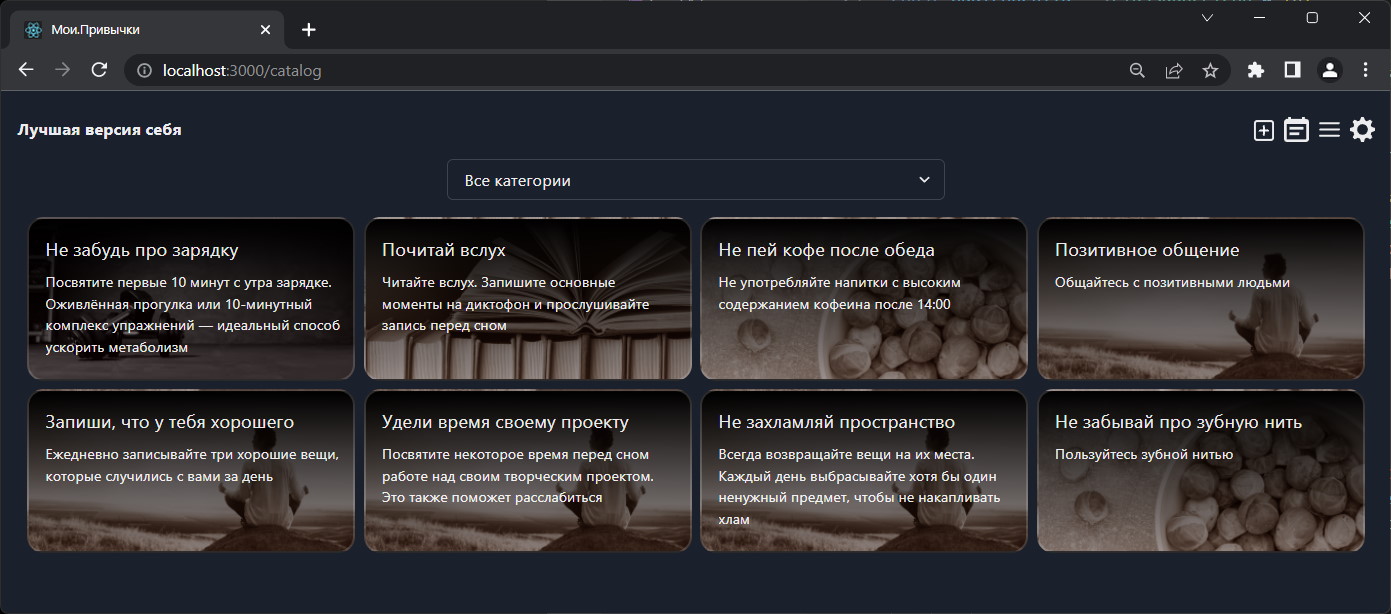 Мои.Привычки
localhost:3000/catalog
Лучшая версия себя
Все категории
Не забудь про зарядку
Посвятите первые 10 минут с утра зарядке.
Оживлённая прогулка или 10-минутный
комплекс упражнений — идеальный способ
ускорить метаболизм
Почитай вслух
Читайте вслух. Запишите основные
моменты на диктофон и прослушивайте
запись перед сном
Не пей кофе после обеда
Не употребляйте напитки с высоким
содержанием кофеина после 14:00
Позитивное общение
Общайтесь с позитивными людьми
Запиши, что у тебя хорошего
Ежедневно записывайте три хорошие вещи,
которые случились с вами за день
Удели время своему проекту
Посвятите некоторое время перед сном
работе над своим творческим проектом.
Это также поможет расслабиться
Не захламляй пространство
Всегда возвращайте вещи на их места.
Каждый день выбрасывайте хотя бы один
ненужный предмет, чтобы не накапливать
хлам
Не забывай про зубную нить
Пользуйтесь зубной нитью